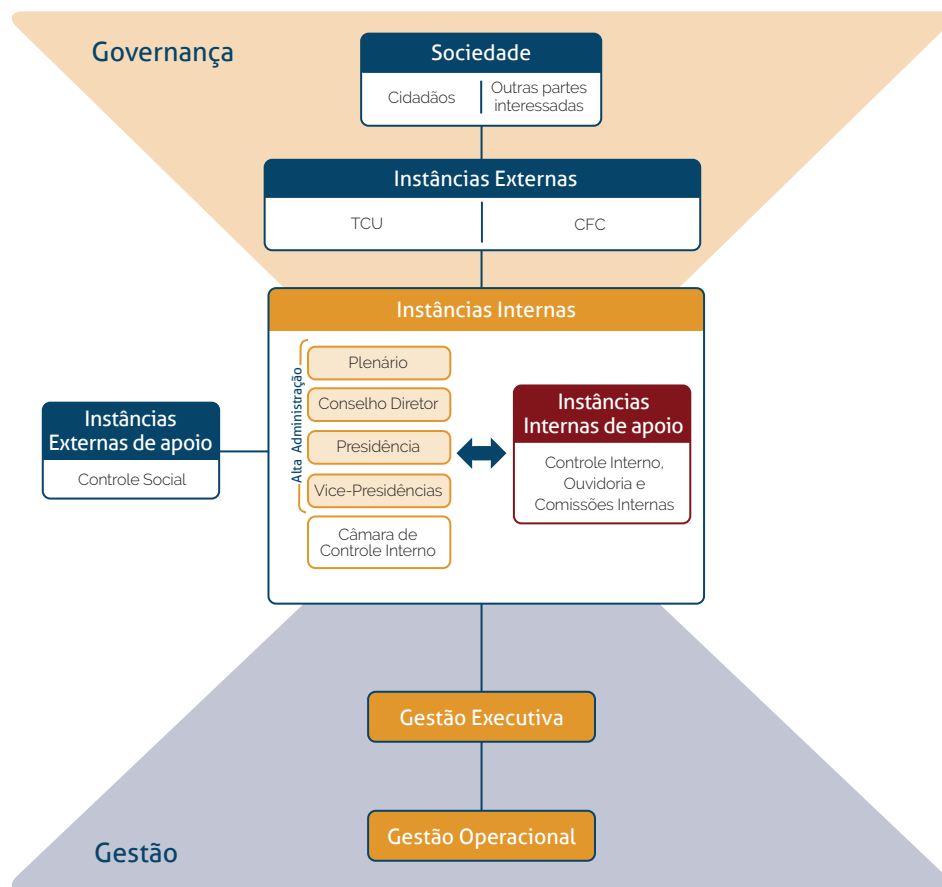 Governança
Sociedade
Cidadãos
Outras partes
interessadas
Instâncias Externas
TCU
CFC
Instâncias Internas
Alta Administração
Plenário
Conselho Diretor
Presidência
Vice-Presidências
Câmara de
Controle Interno
Instâncias
Internas de apoio
Controle Interno,
Ouvidoria e
Comissões Internas
Instâncias
Externas de apoio
Controle Social
Gestão Executiva
Gestão Operacional
Gestão